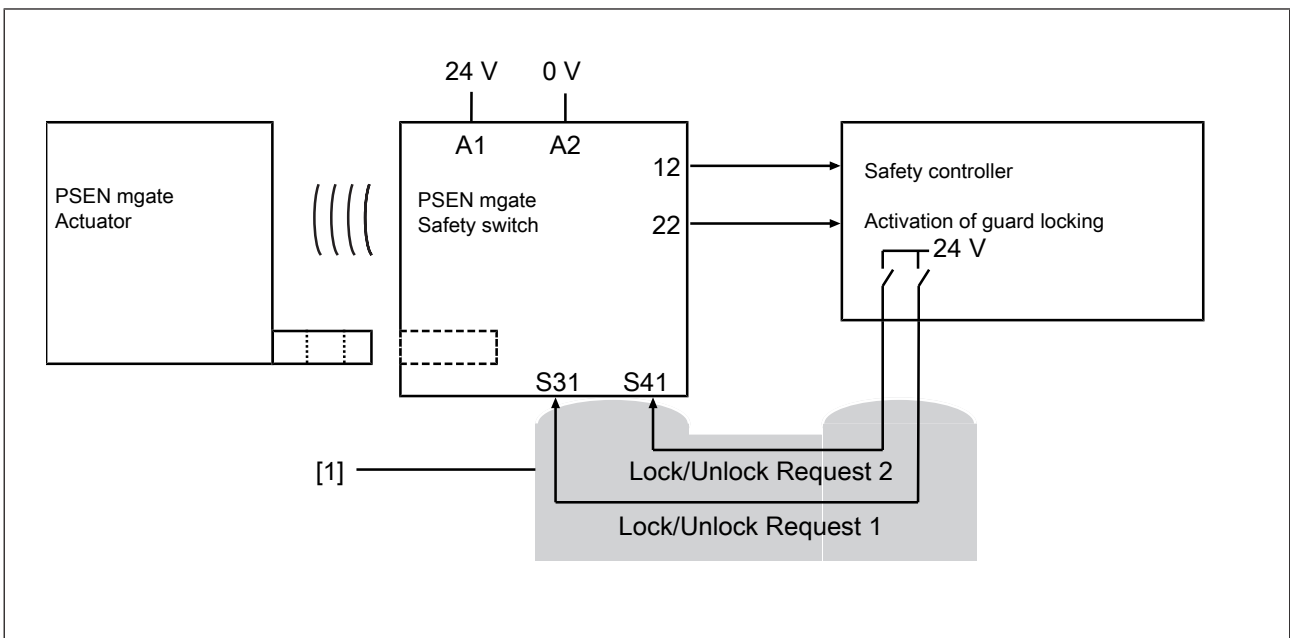 24 V 0 V
A1 A2
12
22
PSEN mgate
Actuator
PSEN mgate
Safety switch
Safety controller
Activation of guard locking
24 V
S31 S41
[1]
Lock/Unlock Request 2
Lock/Unlock Request 1